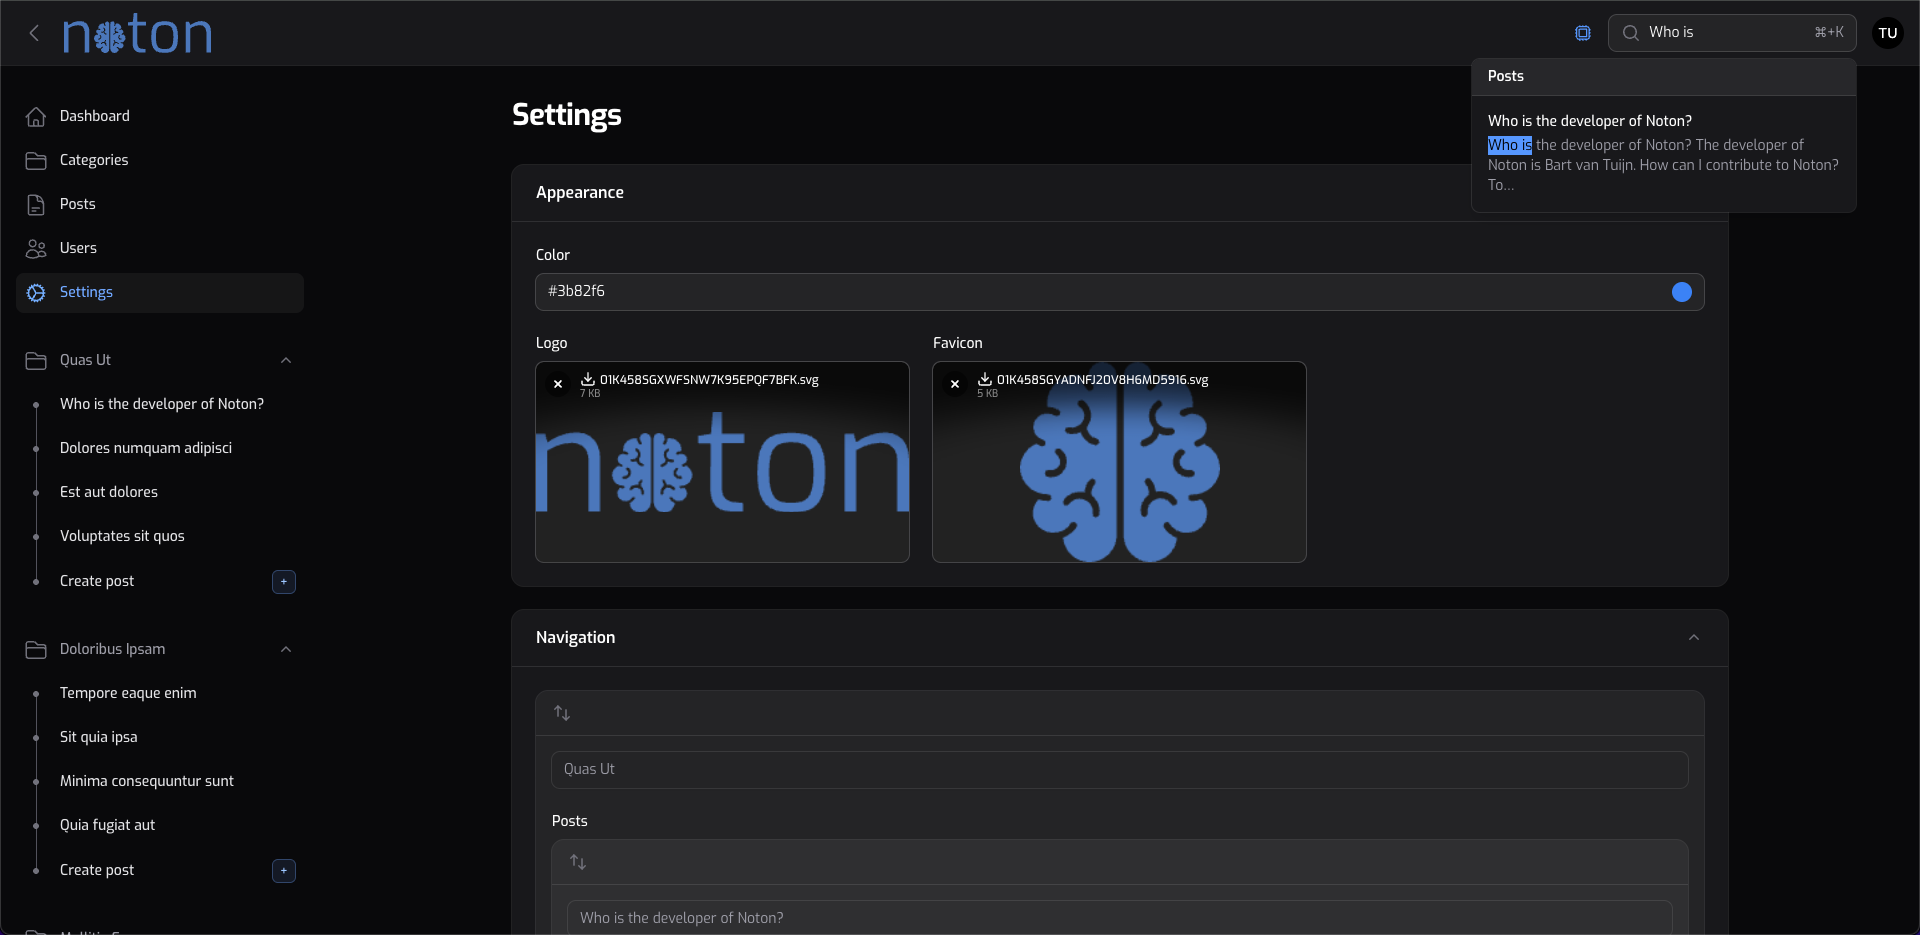 noton
Who is
⌘+K
TU
Posts
Who is the developer of Noton?
Who is the developer of Noton? The developer of
Noton is Bart van Tuijn. How can I contribute to Noton?
To...
Dashboard
Categories
Posts
Users
Settings
Quas Ut
Who is the developer of Noton?
Dolores numquam adipisci
Est aut dolores
Voluptates sit quos
Create post
+
Doloribus Ipsam
Tempore eaque enim
Sit quia ipsa
Minima consequuntur sunt
Quia fugiat aut
Create post
+
Settings
Appearance
Color
#3b82f6
Logo
01K458SGXWFSNW7K95EPQF7BFK.svg
7 KB
noton
Favicon
01K458SGYADNFJ20V8H6MD5916.svg
5 KB
Navigation
Quas Ut
Posts
Who is the developer of Noton?